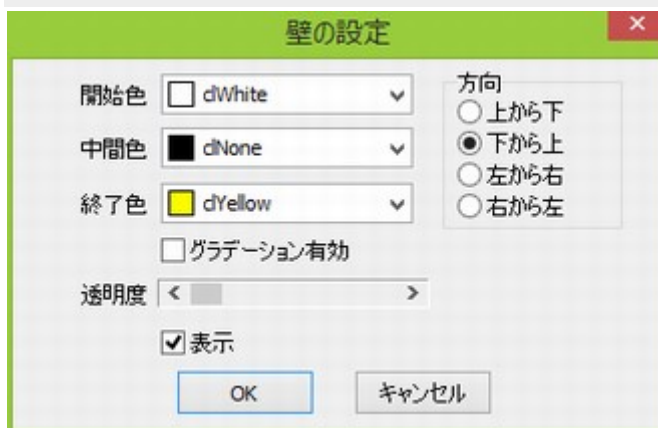 壁の設定
開始色 clWhite
中間色 clNone
終了色 clYellow
グラデーション有効
透明度
表示
方向
上から下
下から上
左から右
右から左
OK キャンセル